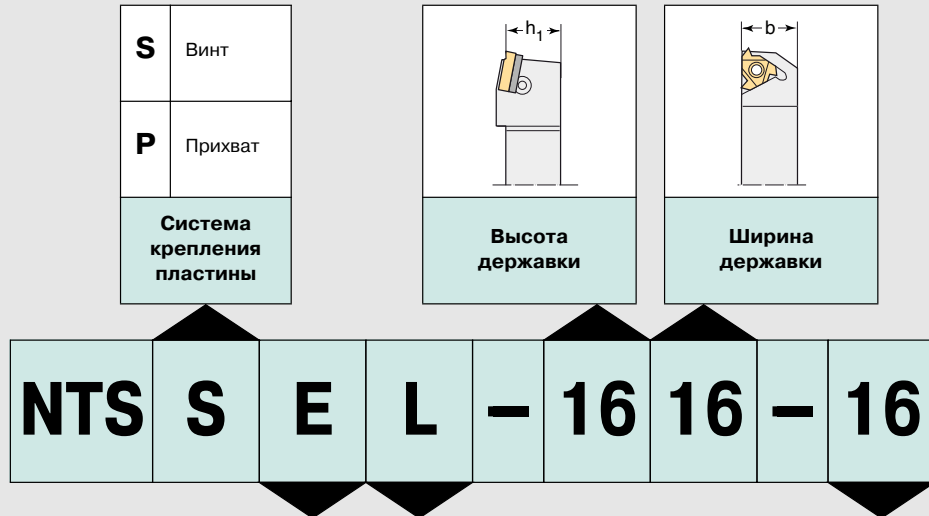 S Винт
P Прихват
Система
крепления
пластины
h1
Высота
державки
b
Ширина
державки
NTS S E L – 16 16 – 16